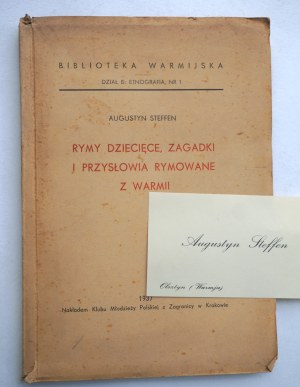 BIBLIOTEKA WARMIJSKA
DZIAŁ B: ETNOGRAFIA, NR 1
AUGUSTYN STEFFEN
RYMY DZIECIĘCE, ZAGADKI
I PRZYSŁOWIA RYMOWANE
Z WARMII
Augustyn Steffen
Olsztyn (Warmja)
1937
Nakładem Klubu Młodzieży Polskiej z Zagranicy w Krakowie